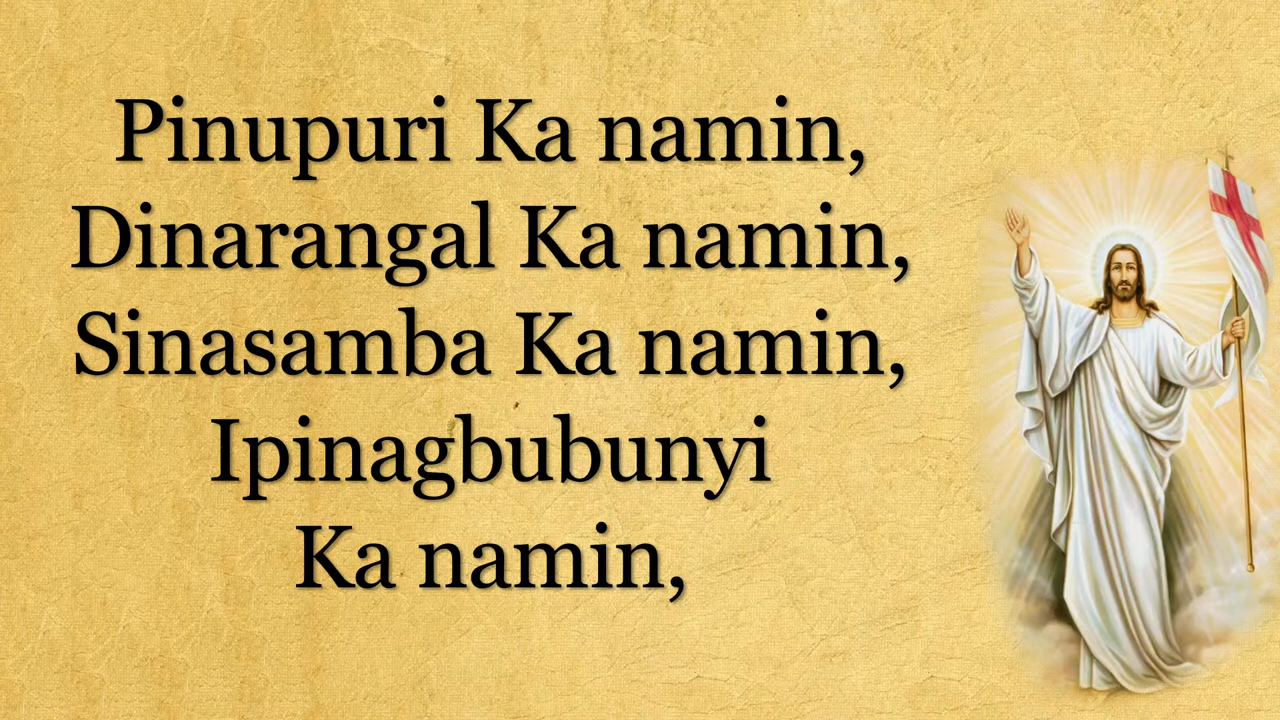 Pinupuri Ka namin,
Dinarangal Ka namin,
Sinasamba Ka namin,
Ipinagbubunyi
Ka namin,